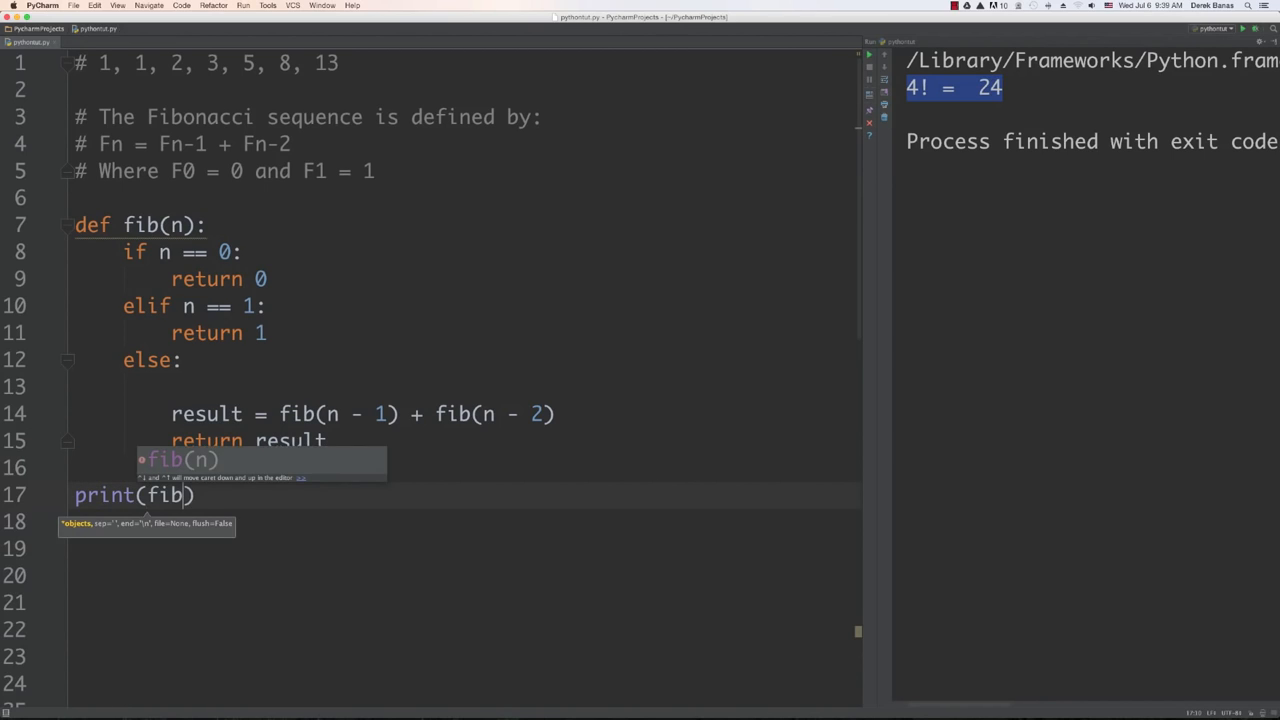 PyCharm File Edit View Navigate Code Refactor Run Tools VCS Window Help
10 Wed Jul 6 9:39 AM Derek Banas
pythontut.py - PycharmProjects - [~/PycharmProjects]
PycharmProjects pythontut.py
pythontut
pythontut.py
Run pythontut
1 # 1, 1, 2, 3, 5, 8, 13
2
3 # The Fibonacci sequence is defined by:
4 # Fn = Fn-1 + Fn-2
5 # Where F0 = 0 and F1 = 1
6
7 def fib(n):
8 if n == 0:
9 return 0
10 elif n == 1:
11 return 1
12 else:
13
14 result = fib(n - 1) + fib(n - 2)
15 return result
16 fib(n)
^↓ and ^↑ will move caret down and up in the editor >>
17 print(fib)
18 *objects, sep=' ', end='\n', file=None, flush=False
19
20
21
22
23
24
/Library/Frameworks/Python.fram
4! =  24
Process finished with exit code
17:10 LF÷ UTF-8÷